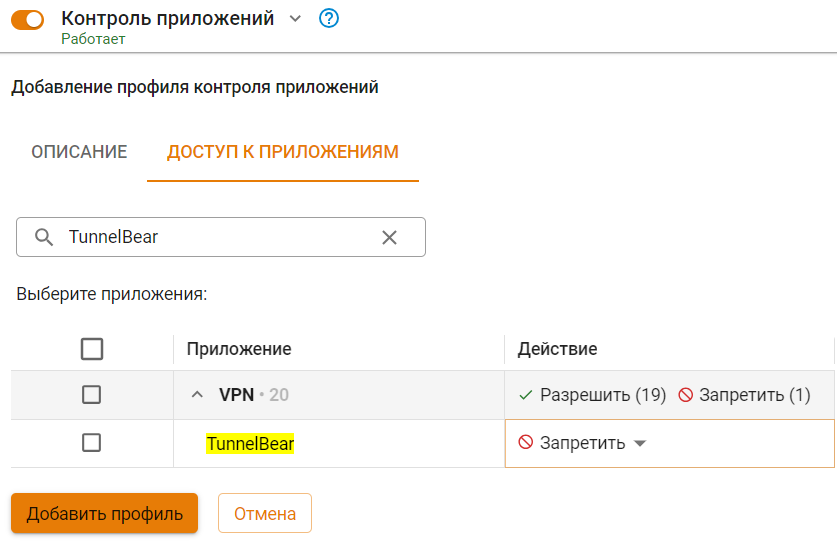 Контроль приложений
Работает
Добавление профиля контроля приложений
ОПИСАНИЕ ДОСТУП К ПРИЛОЖЕНИЯМ
TunnelBear
Выберите приложения:
Приложение Действие
VPN • 20 Разрешить (19) Запретить (1)
TunnelBear Запретить
Добавить профиль Отмена